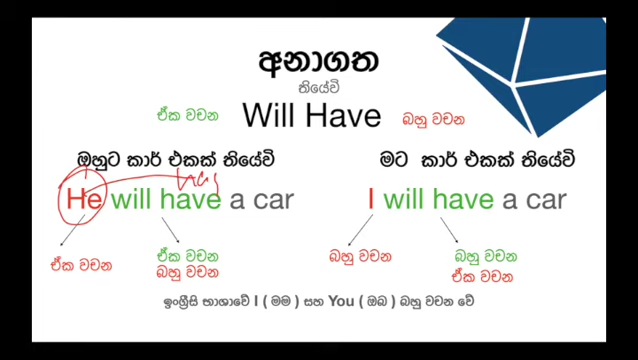 අනාගත
තියේවි
ඒක වචන Will Have බහු වචන
ඔහුට කාර් එකක් තියේවි මට කාර් එකක් තියේවි
has
He will have a car I will have a car
ඒක වචන ඒක වචන බහු වචන බහු වචන
බහු වචන ඒක වචන
ඉංග්‍රීසි භාශාවේ I ( මම ) සහ You ( ඔබ ) බහු වචන වේ